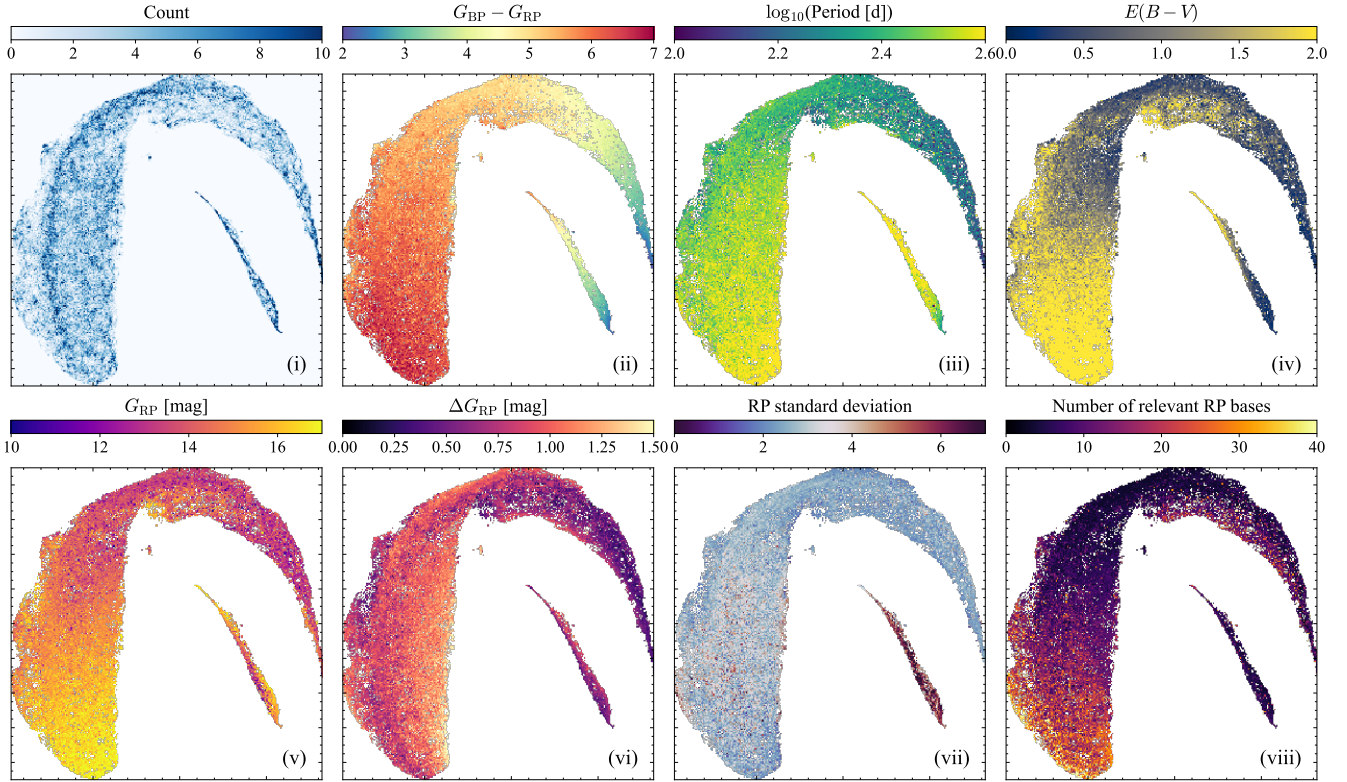 Count
G_BP − G_RP
log₁₀(Period [d])
E(B − V)
0 2 4 6 8 10
2 3 4 5 6 7
2.0 2.2 2.4 2.60
0.0 0.5 1.0 1.5 2.0
(i)
(ii)
(iii)
(iv)
G_RP [mag]
ΔG_RP [mag]
RP standard deviation
Number of relevant RP bases
10 12 14 16
0.00 0.25 0.50 0.75 1.00 1.25 1.50
0 2 4 6
0 10 20 30 40
(v)
(vi)
(vii)
(viii)